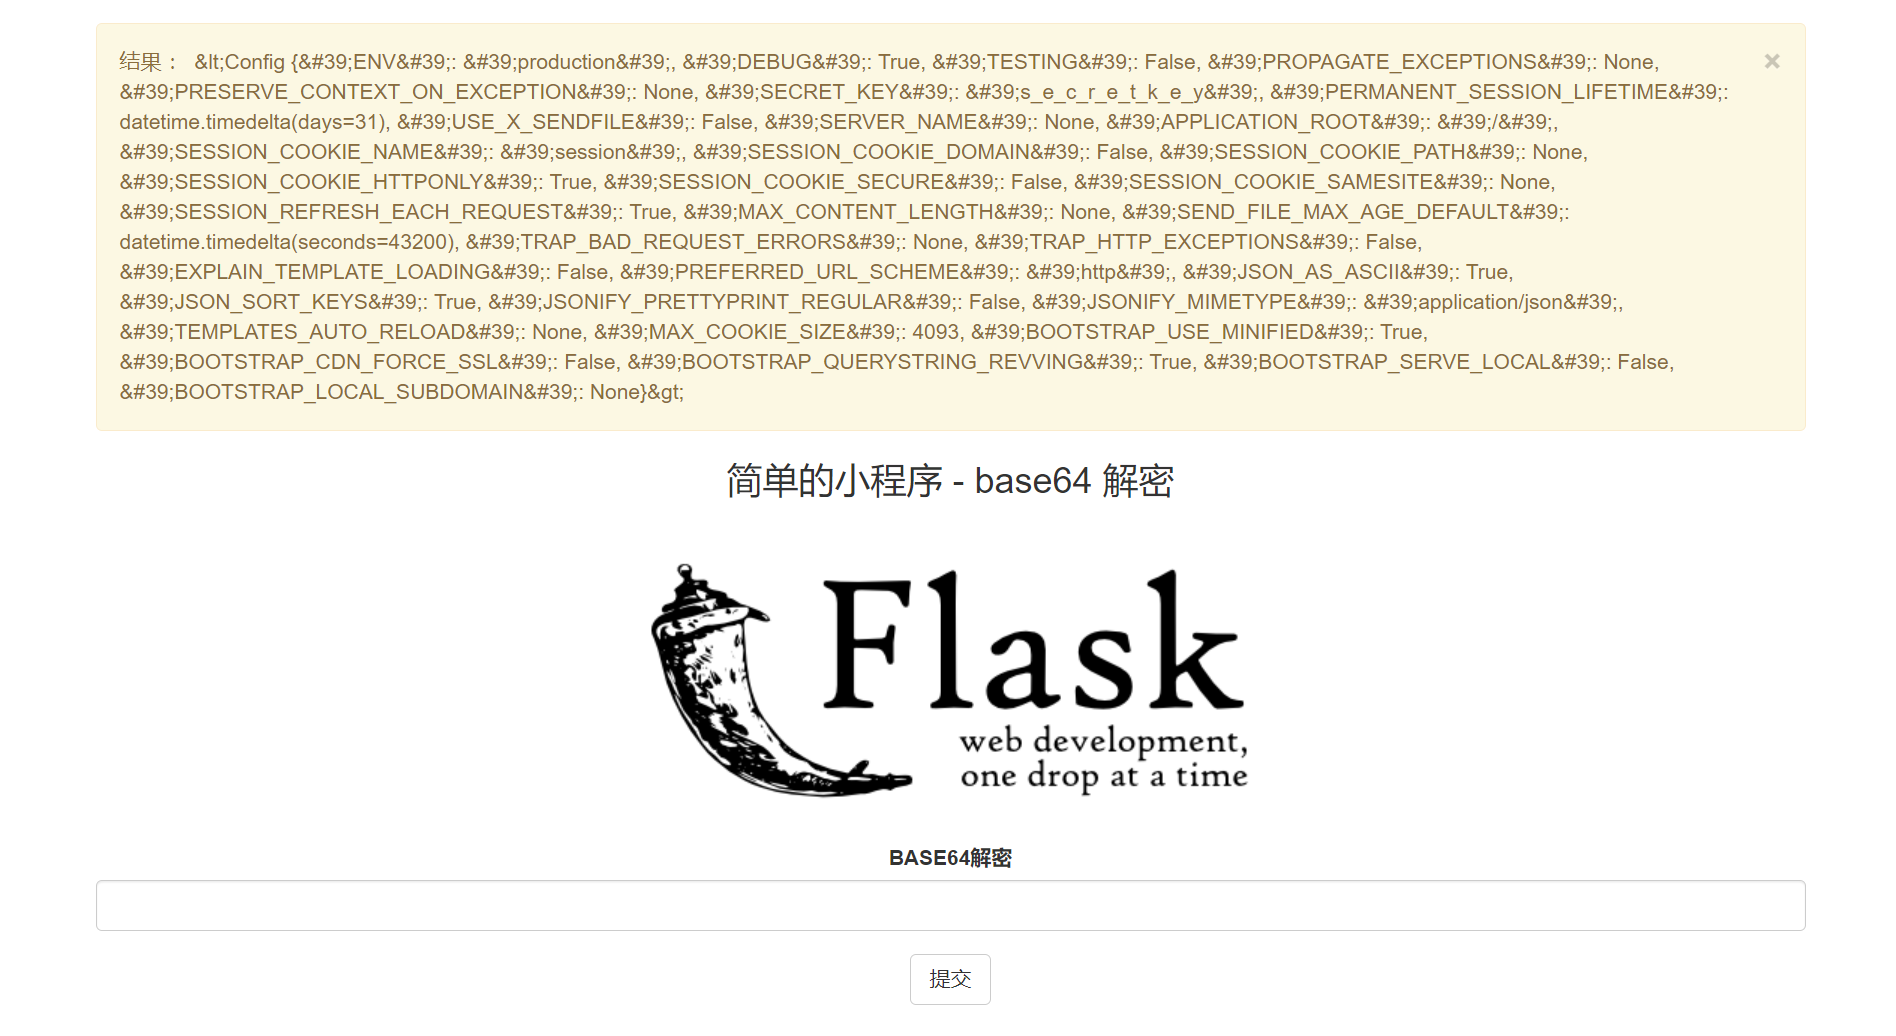 结果： &lt;Config {&#39;ENV&#39;: &#39;production&#39;, &#39;DEBUG&#39;: True, &#39;TESTING&#39;: False, &#39;PROPAGATE_EXCEPTIONS&#39;: None,
&#39;PRESERVE_CONTEXT_ON_EXCEPTION&#39;: None, &#39;SECRET_KEY&#39;: &#39;s_e_c_r_e_t_k_e_y&#39;, &#39;PERMANENT_SESSION_LIFETIME&#39;:
datetime.timedelta(days=31), &#39;USE_X_SENDFILE&#39;: False, &#39;SERVER_NAME&#39;: None, &#39;APPLICATION_ROOT&#39;: &#39;/&#39;,
&#39;SESSION_COOKIE_NAME&#39;: &#39;session&#39;, &#39;SESSION_COOKIE_DOMAIN&#39;: False, &#39;SESSION_COOKIE_PATH&#39;: None,
&#39;SESSION_COOKIE_HTTPONLY&#39;: True, &#39;SESSION_COOKIE_SECURE&#39;: False, &#39;SESSION_COOKIE_SAMESITE&#39;: None,
&#39;SESSION_REFRESH_EACH_REQUEST&#39;: True, &#39;MAX_CONTENT_LENGTH&#39;: None, &#39;SEND_FILE_MAX_AGE_DEFAULT&#39;:
datetime.timedelta(seconds=43200), &#39;TRAP_BAD_REQUEST_ERRORS&#39;: None, &#39;TRAP_HTTP_EXCEPTIONS&#39;: False,
&#39;EXPLAIN_TEMPLATE_LOADING&#39;: False, &#39;PREFERRED_URL_SCHEME&#39;: &#39;http&#39;, &#39;JSON_AS_ASCII&#39;: True,
&#39;JSON_SORT_KEYS&#39;: True, &#39;JSONIFY_PRETTYPRINT_REGULAR&#39;: False, &#39;JSONIFY_MIMETYPE&#39;: &#39;application/json&#39;,
&#39;TEMPLATES_AUTO_RELOAD&#39;: None, &#39;MAX_COOKIE_SIZE&#39;: 4093, &#39;BOOTSTRAP_USE_MINIFIED&#39;: True,
&#39;BOOTSTRAP_CDN_FORCE_SSL&#39;: False, &#39;BOOTSTRAP_QUERYSTRING_REVVING&#39;: True, &#39;BOOTSTRAP_SERVE_LOCAL&#39;: False,
&#39;BOOTSTRAP_LOCAL_SUBDOMAIN&#39;: None}&gt;
×
简单的小程序 - base64 解密
Flask
web development,
one drop at a time
BASE64解密
提交